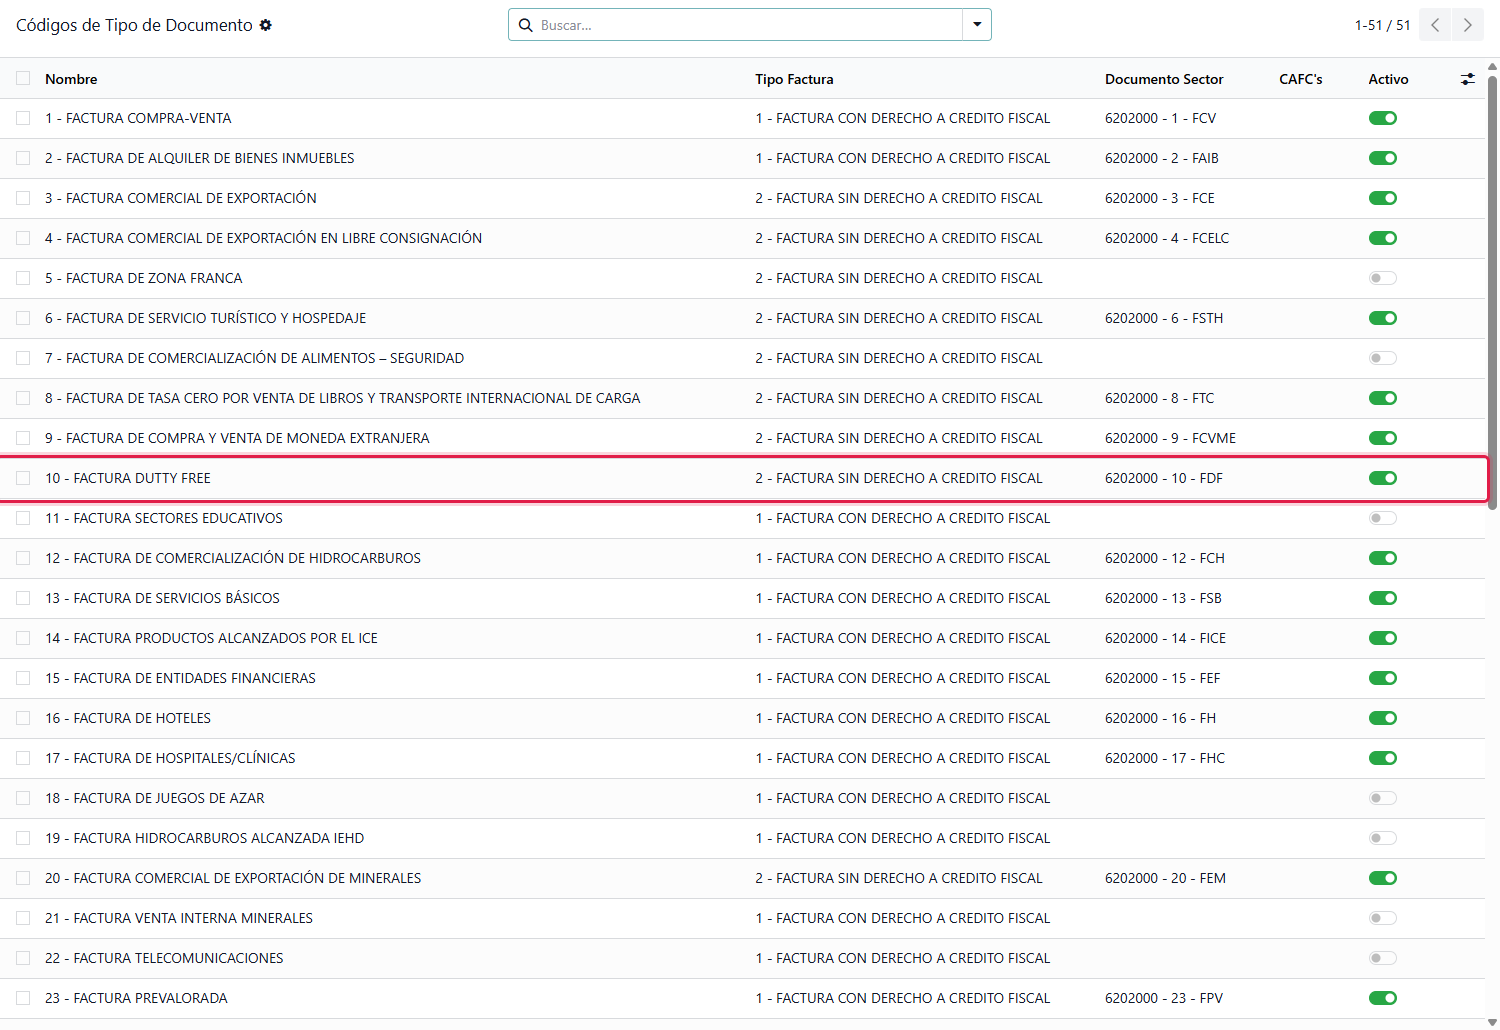 Códigos de Tipo de Documento
Buscar...
1-51 / 51
Nombre Tipo Factura Documento Sector CAFC's Activo
1 - FACTURA COMPRA-VENTA 1 - FACTURA CON DERECHO A CREDITO FISCAL 6202000 - 1 - FCV
2 - FACTURA DE ALQUILER DE BIENES INMUEBLES 1 - FACTURA CON DERECHO A CREDITO FISCAL 6202000 - 2 - FAIB
3 - FACTURA COMERCIAL DE EXPORTACIÓN 2 - FACTURA SIN DERECHO A CREDITO FISCAL 6202000 - 3 - FCE
4 - FACTURA COMERCIAL DE EXPORTACIÓN EN LIBRE CONSIGNACIÓN 2 - FACTURA SIN DERECHO A CREDITO FISCAL 6202000 - 4 - FCELC
5 - FACTURA DE ZONA FRANCA 2 - FACTURA SIN DERECHO A CREDITO FISCAL
6 - FACTURA DE SERVICIO TURÍSTICO Y HOSPEDAJE 2 - FACTURA SIN DERECHO A CREDITO FISCAL 6202000 - 6 - FSTH
7 - FACTURA DE COMERCIALIZACIÓN DE ALIMENTOS – SEGURIDAD 2 - FACTURA SIN DERECHO A CREDITO FISCAL
8 - FACTURA DE TASA CERO POR VENTA DE LIBROS Y TRANSPORTE INTERNACIONAL DE CARGA 2 - FACTURA SIN DERECHO A CREDITO FISCAL 6202000 - 8 - FTC
9 - FACTURA DE COMPRA Y VENTA DE MONEDA EXTRANJERA 2 - FACTURA SIN DERECHO A CREDITO FISCAL 6202000 - 9 - FCVME
10 - FACTURA DUTTY FREE 2 - FACTURA SIN DERECHO A CREDITO FISCAL 6202000 - 10 - FDF
11 - FACTURA SECTORES EDUCATIVOS 1 - FACTURA CON DERECHO A CREDITO FISCAL
12 - FACTURA DE COMERCIALIZACIÓN DE HIDROCARBUROS 1 - FACTURA CON DERECHO A CREDITO FISCAL 6202000 - 12 - FCH
13 - FACTURA DE SERVICIOS BÁSICOS 1 - FACTURA CON DERECHO A CREDITO FISCAL 6202000 - 13 - FSB
14 - FACTURA PRODUCTOS ALCANZADOS POR EL ICE 1 - FACTURA CON DERECHO A CREDITO FISCAL 6202000 - 14 - FICE
15 - FACTURA DE ENTIDADES FINANCIERAS 1 - FACTURA CON DERECHO A CREDITO FISCAL 6202000 - 15 - FEF
16 - FACTURA DE HOTELES 1 - FACTURA CON DERECHO A CREDITO FISCAL 6202000 - 16 - FH
17 - FACTURA DE HOSPITALES/CLÍNICAS 1 - FACTURA CON DERECHO A CREDITO FISCAL 6202000 - 17 - FHC
18 - FACTURA DE JUEGOS DE AZAR 1 - FACTURA CON DERECHO A CREDITO FISCAL
19 - FACTURA HIDROCARBUROS ALCANZADA IEHD 1 - FACTURA CON DERECHO A CREDITO FISCAL
20 - FACTURA COMERCIAL DE EXPORTACIÓN DE MINERALES 2 - FACTURA SIN DERECHO A CREDITO FISCAL 6202000 - 20 - FEM
21 - FACTURA VENTA INTERNA MINERALES 1 - FACTURA CON DERECHO A CREDITO FISCAL
22 - FACTURA TELECOMUNICACIONES 1 - FACTURA CON DERECHO A CREDITO FISCAL
23 - FACTURA PREVALORADA 1 - FACTURA CON DERECHO A CREDITO FISCAL 6202000 - 23 - FPV